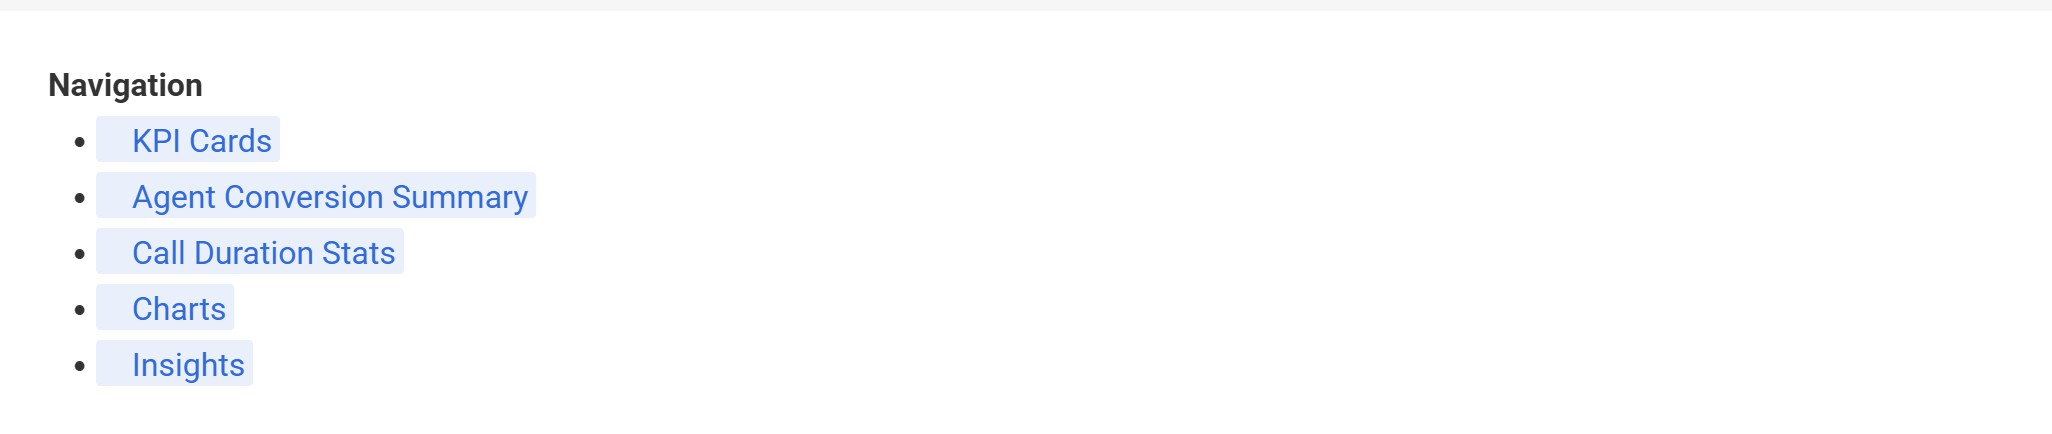 Navigation
• KPI Cards
• Agent Conversion Summary
• Call Duration Stats
• Charts
• Insights